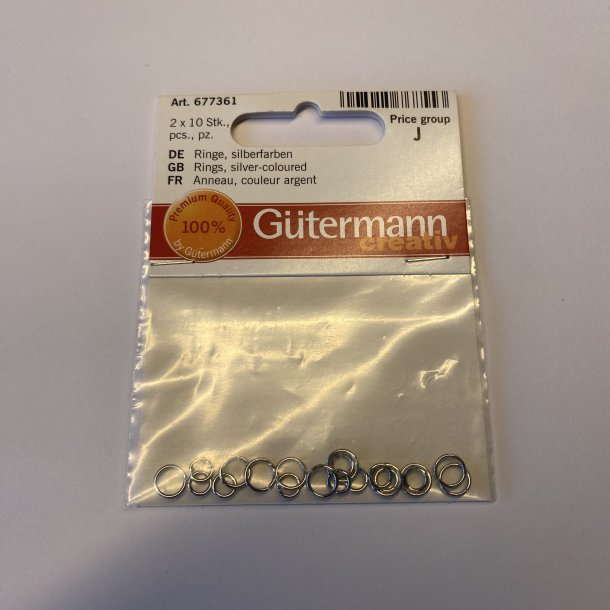 Art. 677361
2 x 10 Stk.,
pcs., pz.
Price group
J
DE Ringe, silberfarben
GB Rings, silver-coloured
FR Anneau, couleur argent
Premium Quality
100%
by Gütermann
Gütermann
creativ